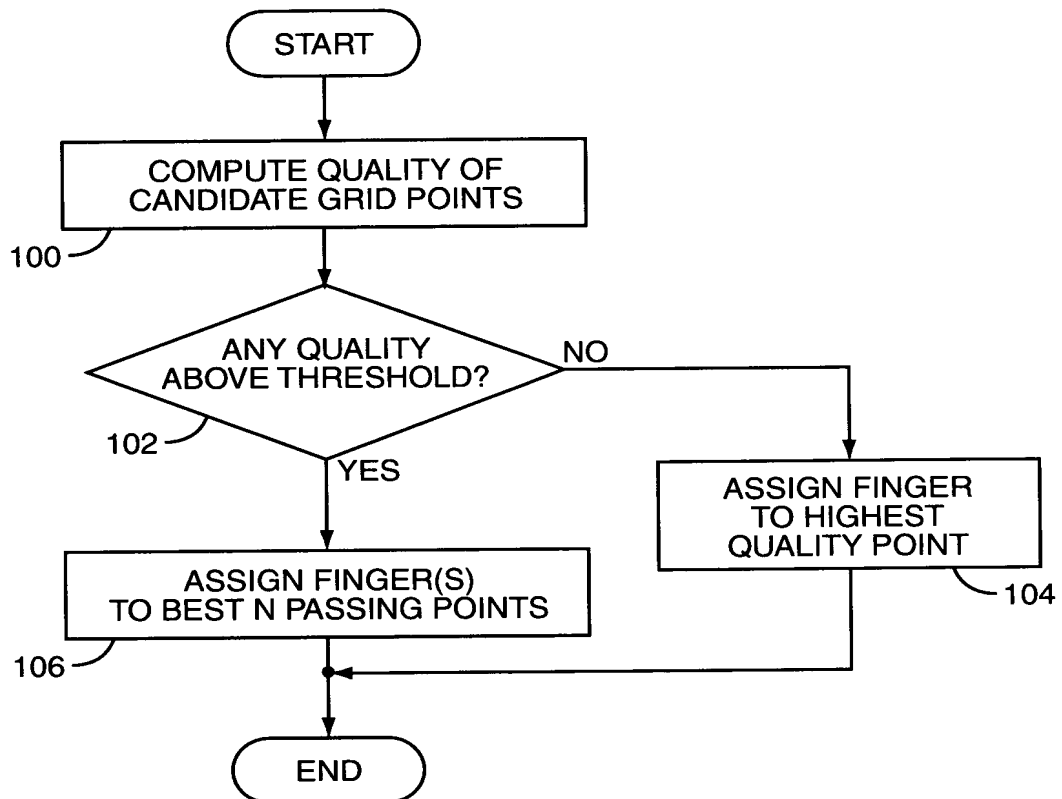 START
COMPUTE QUALITY OF
CANDIDATE GRID POINTS
100
ANY QUALITY
ABOVE THRESHOLD?
NO
102
YES
ASSIGN FINGER
TO HIGHEST
QUALITY POINT
104
ASSIGN FINGER(S)
TO BEST N PASSING POINTS
106
END